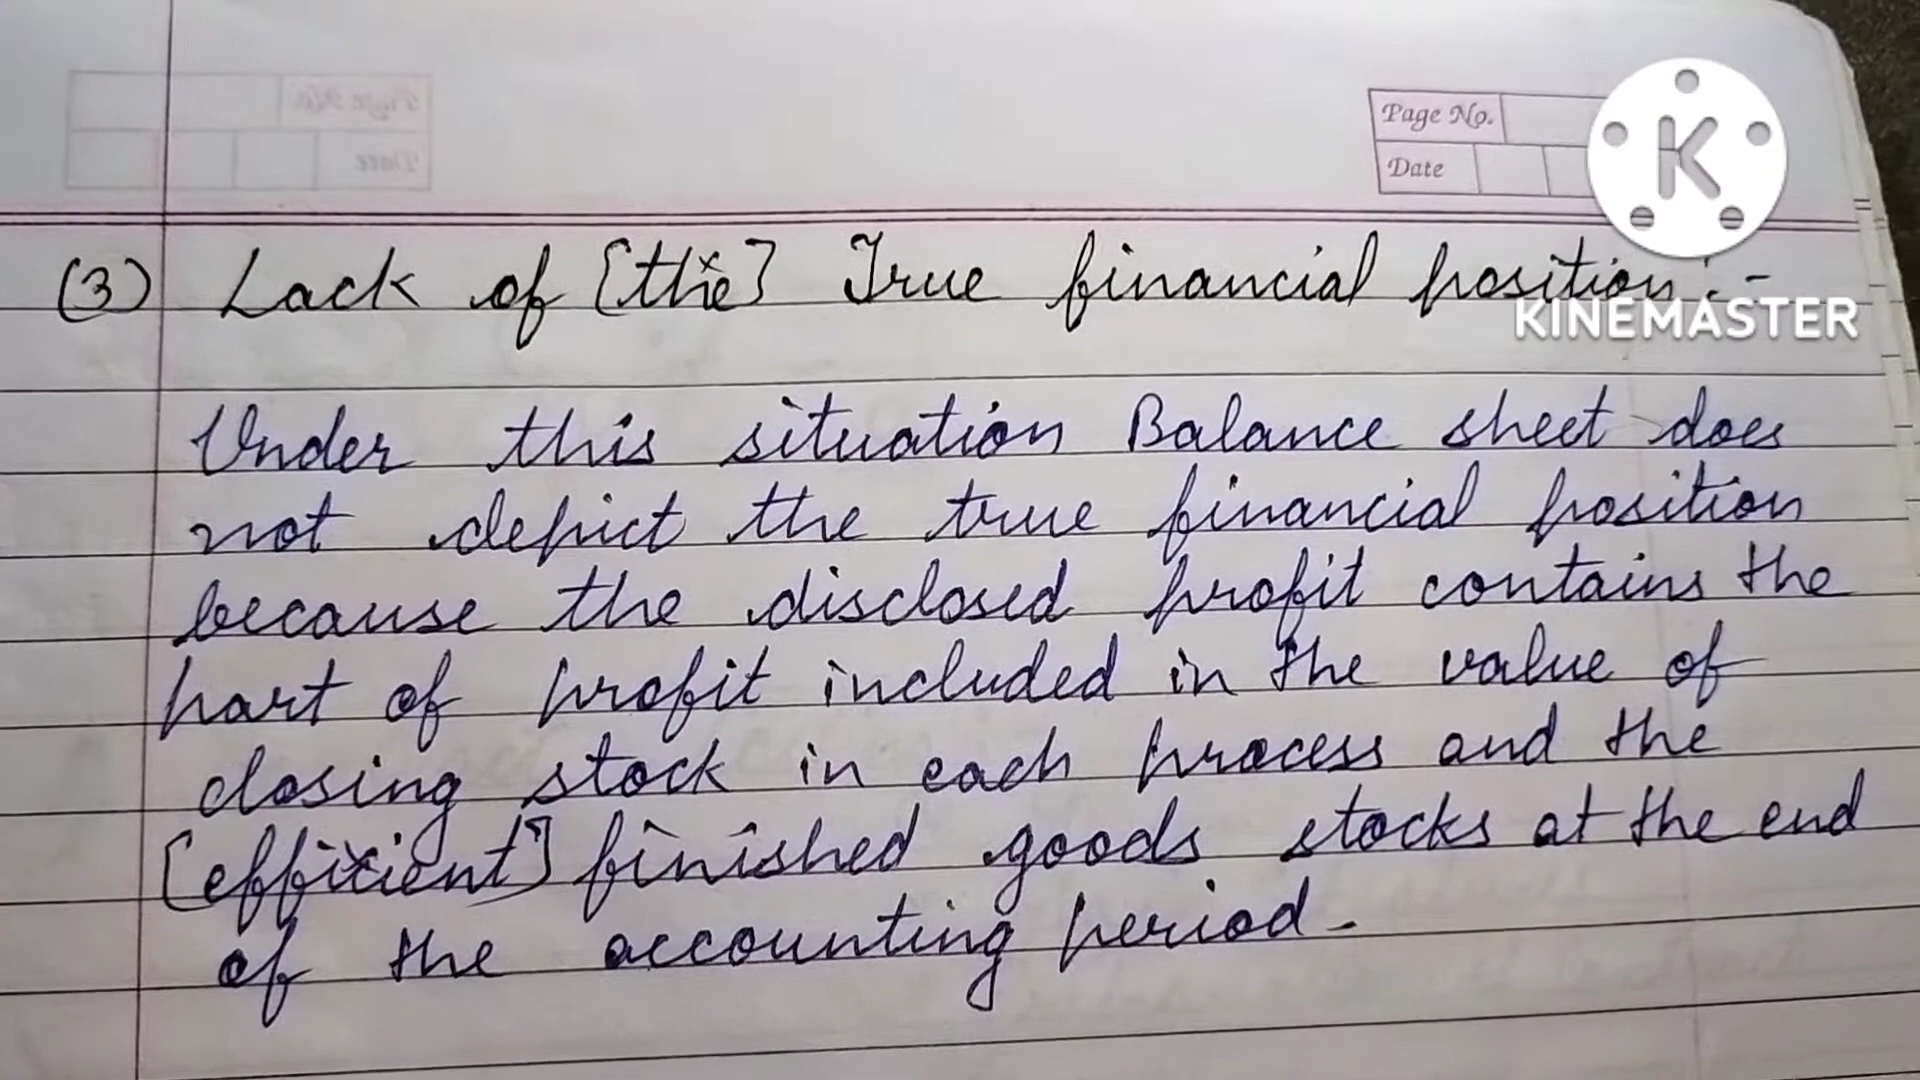 Page No.
Date
(3) Lack of [the] True financial position:-
KINEMASTER
Under this situation Balance sheet does
not depict the true financial position
because the disclosed profit contains the
part of profit included in the value of
closing stock in each process and the
[efficient] finished goods stocks at the end
of the accounting period.